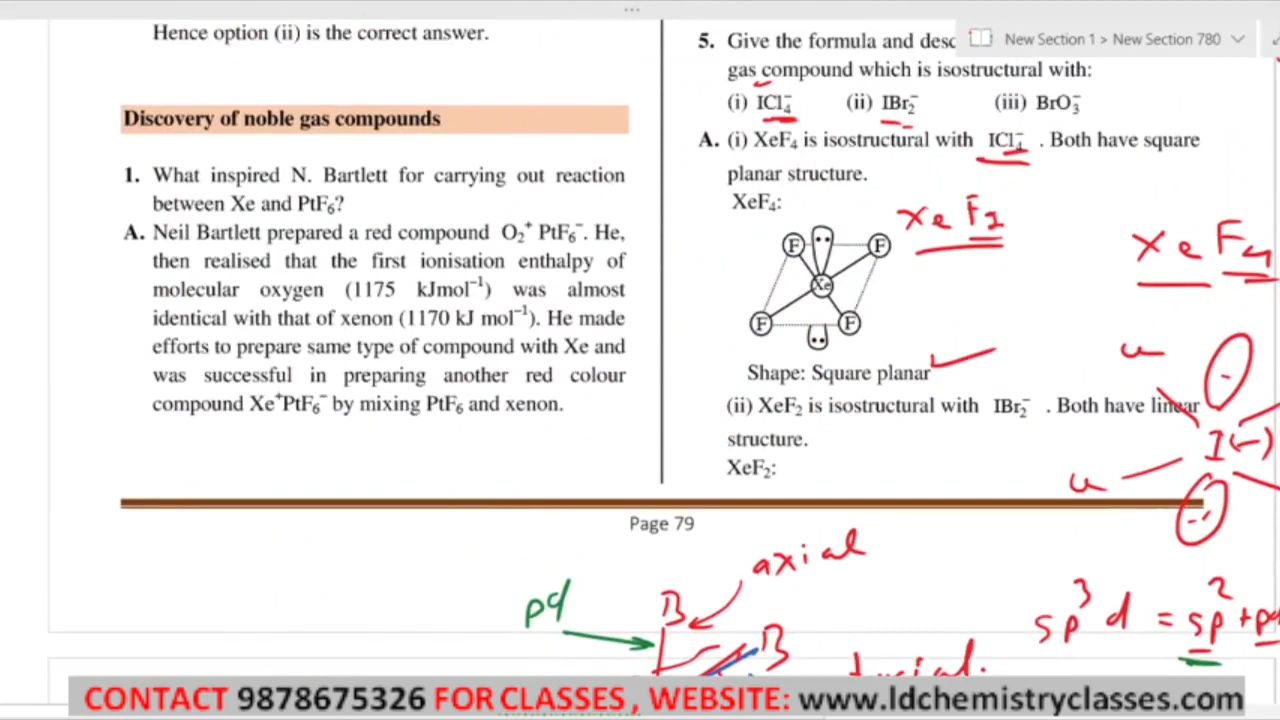 Hence option (ii) is the correct answer.
Discovery of noble gas compounds
1. What inspired N. Bartlett for carrying out reaction
between Xe and PtF₆?
A. Neil Bartlett prepared a red compound O₂⁺ PtF₆⁻. He,
then realised that the first ionisation enthalpy of
molecular oxygen (1175 kJmol⁻¹) was almost
identical with that of xenon (1170 kJ mol⁻¹). He made
efforts to prepare same type of compound with Xe and
was successful in preparing another red colour
compound Xe⁺PtF₆⁻ by mixing PtF₆ and xenon.
New Section 1 > New Section 780
5. Give the formula and
gas compound which is isostructural with:
(i) ICl₄⁻ (ii) IBr₂⁻ (iii) BrO₃⁻
A. (i) XeF₄ is isostructural with ICl₄⁻ . Both have square
planar structure.
XeF₄:
XeF₂
XeF₄
F F
Xe
F F
Shape: Square planar
(ii) XeF₂ is isostructural with IBr₂⁻ . Both have linear
structure.
XeF₂:
I(-)
Page 79
axial
pd
B
B
sp³d = sp² + pd
CONTACT 9878675326 FOR CLASSES , WEBSITE: www.ldchemistryclasses.com